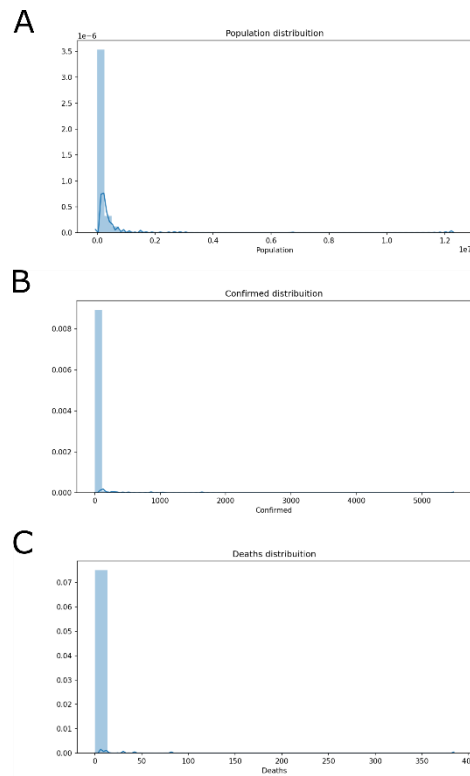 A
Population distribuition
1e−6
3.5
3.0
2.5
2.0
1.5
1.0
0.5
0.0
0.0 0.2 0.4 0.6 0.8 1.0 1.2
1e7
Population
B
Confirmed distribuition
0.008
0.006
0.004
0.002
0.000
0 1000 2000 3000 4000 5000
Confirmed
C
Deaths distribuition
0.07
0.06
0.05
0.04
0.03
0.02
0.01
0.00
0 50 100 150 200 250 300 350 400
Deaths